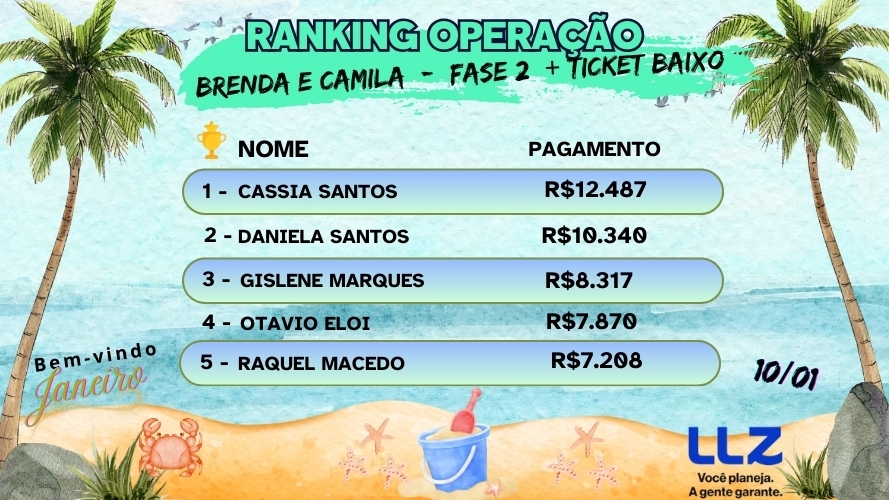 RANKING OPERAÇÃO
BRENDA E CAMILA - FASE 2 + TICKET BAIXO
NOME PAGAMENTO
1 - CASSIA SANTOS R$12.487
2 - DANIELA SANTOS R$10.340
3 - GISLENE MARQUES R$8.317
4 - OTAVIO ELOI R$7.870
5 - RAQUEL MACEDO R$7.208
Bem-vindo
Janeiro
10/01
LLZ
Você planeja.
A gente garante.